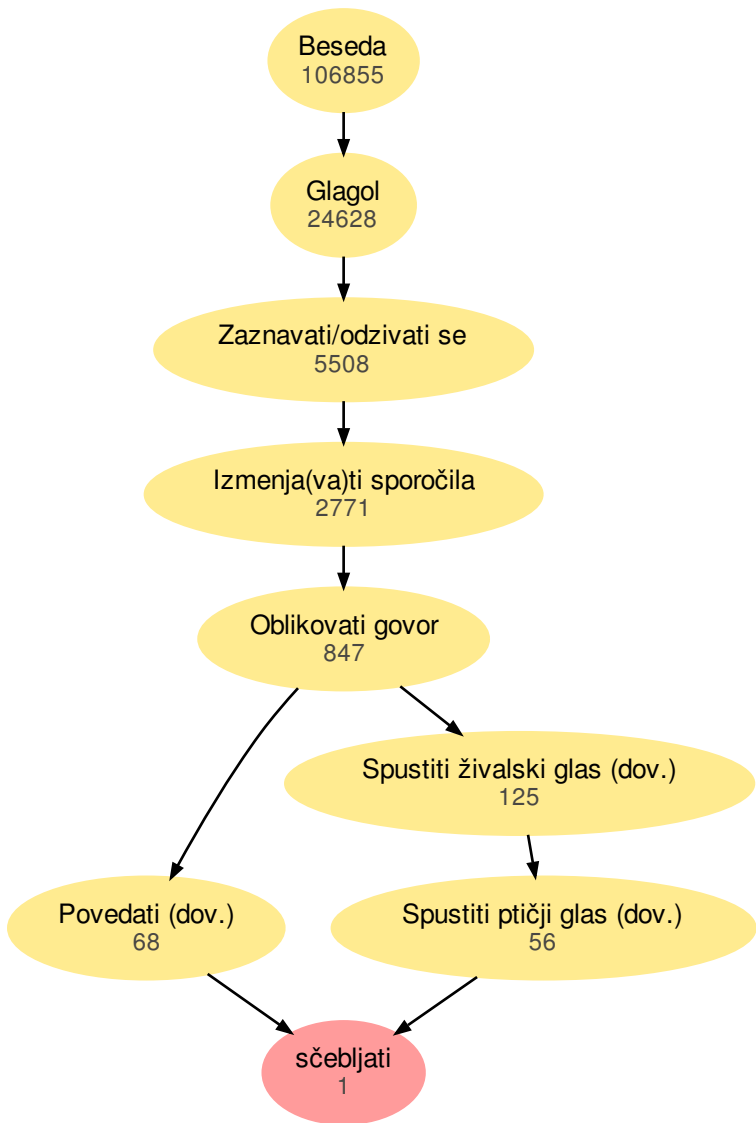 Beseda
106855
Glagol
24628
Zaznavati/odzivati se
5508
Izmenja(va)ti sporočila
2771
Oblikovati govor
847
Spustiti živalski glas (dov.)
125
Povedati (dov.)
68
Spustiti ptičji glas (dov.)
56
sčebljati
1